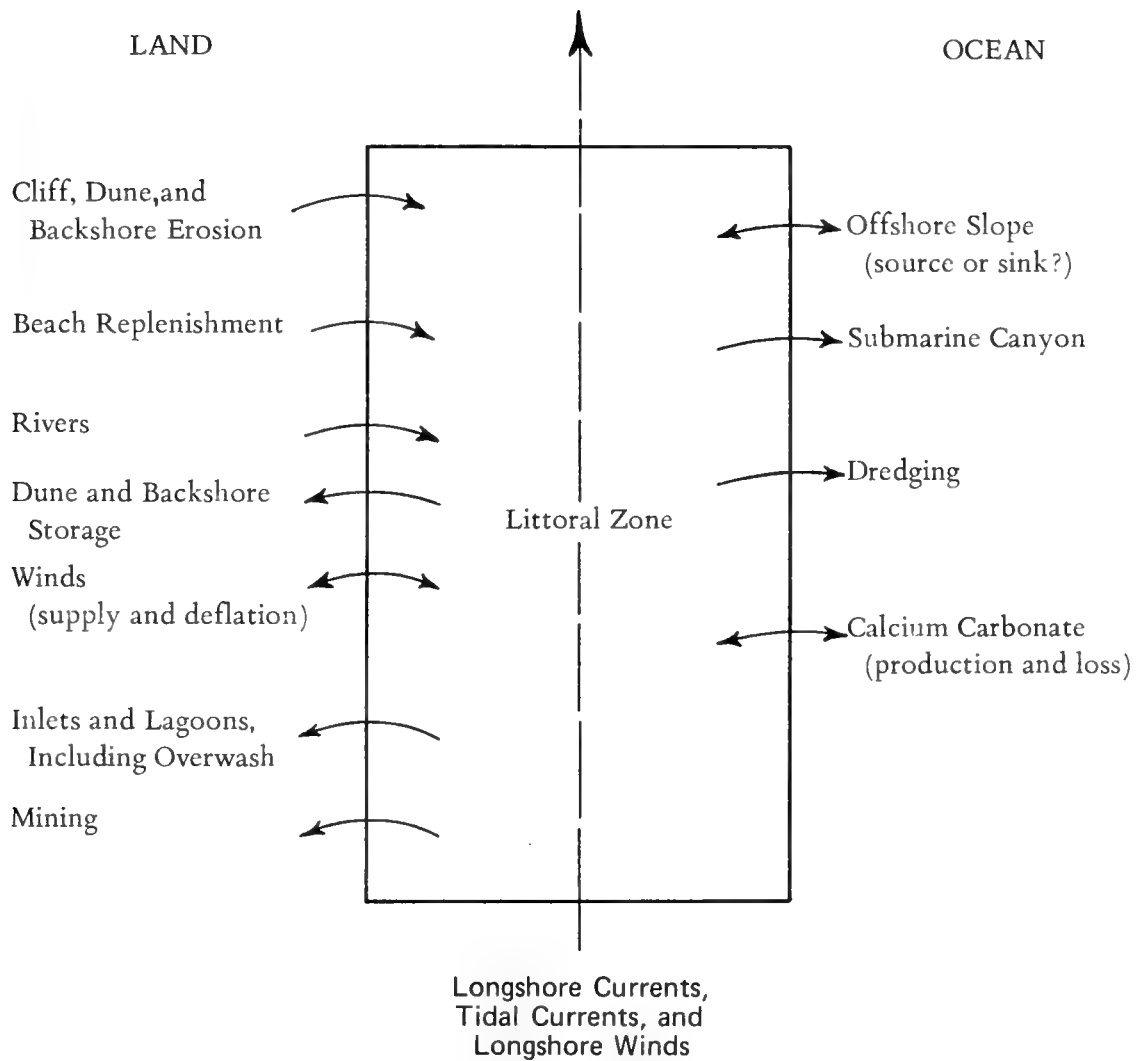 LAND
OCEAN
Cliff, Dune,and
Backshore Erosion
Beach Replenishment
Rivers
Dune and Backshore
Storage
Winds
(supply and deflation)
Inlets and Lagoons,
Including Overwash
Mining
Littoral Zone
Offshore Slope
(source or sink?)
Submarine Canyon
Dredging
Calcium Carbonate
(production and loss)
Longshore Currents,
Tidal Currents, and
Longshore Winds